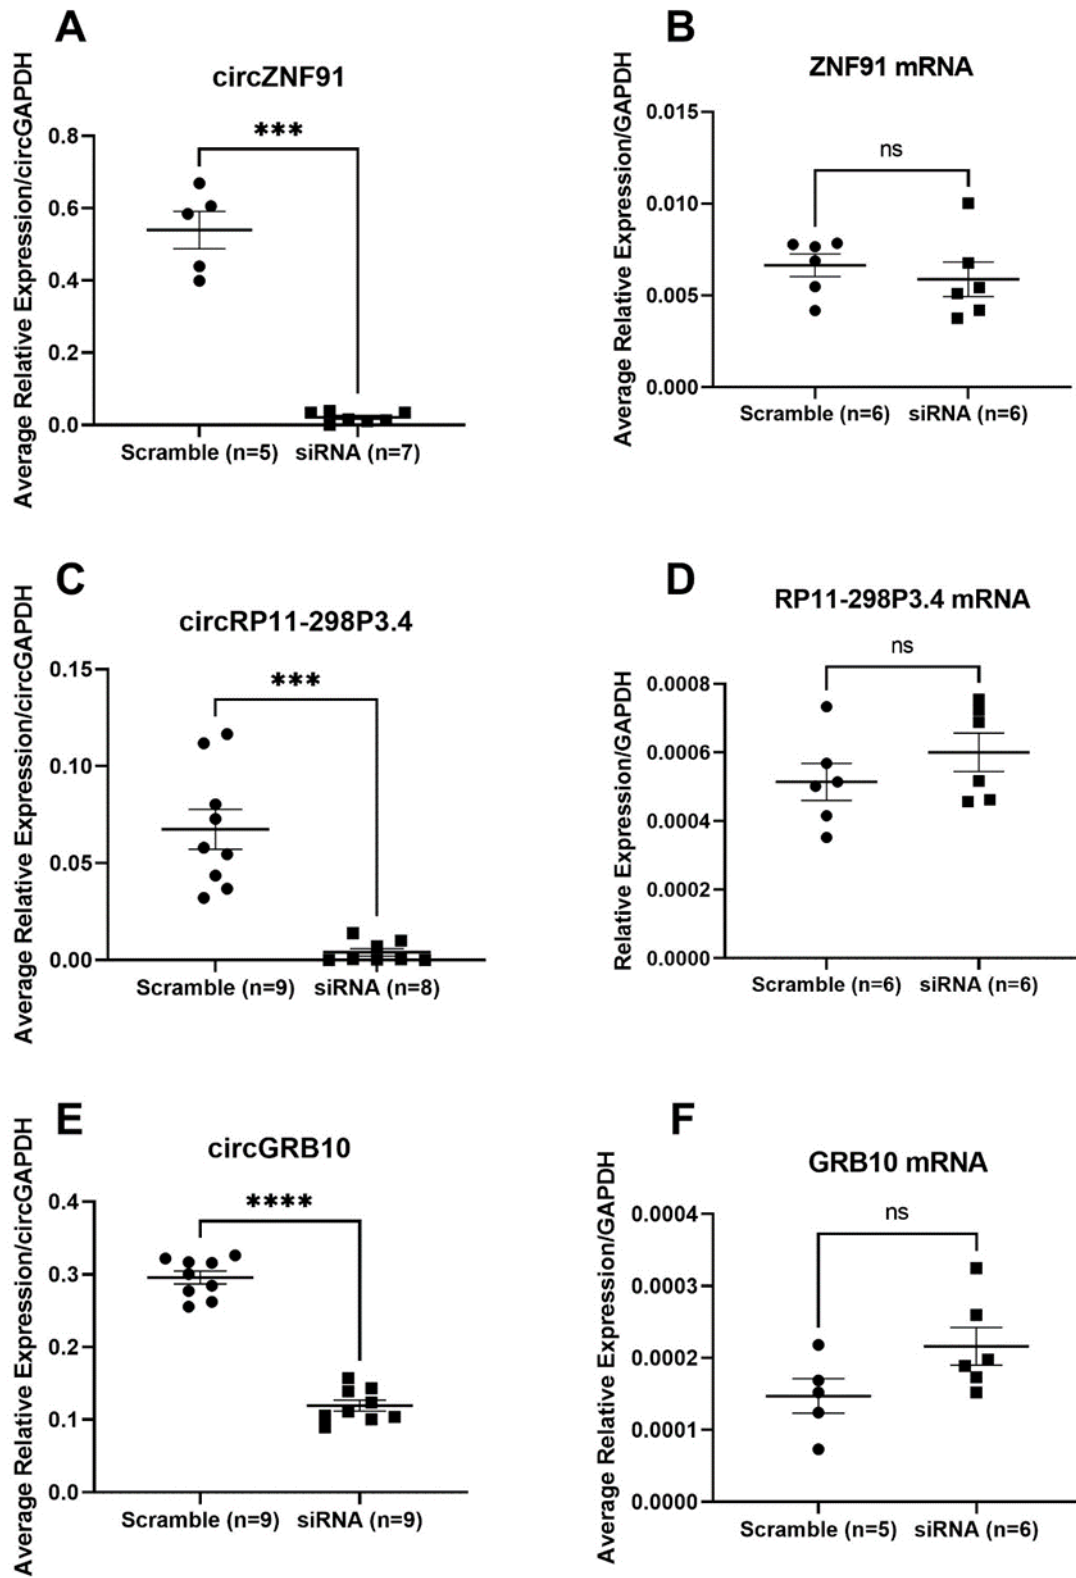 A
circZNF91
Average Relative Expression/circGAPDH
0.8
0.6
0.4
0.2
0.0
***
Scramble (n=5) siRNA (n=7)
B
ZNF91 mRNA
Average Relative Expression/GAPDH
0.015
0.010
0.005
0.000
ns
Scramble (n=6) siRNA (n=6)
C
circRP11-298P3.4
Average Relative Expression/circGAPDH
0.15
0.10
0.05
0.00
***
Scramble (n=9) siRNA (n=8)
D
RP11-298P3.4 mRNA
Relative Expression/GAPDH
0.0008
0.0006
0.0004
0.0002
0.0000
ns
Scramble (n=6) siRNA (n=6)
E
circGRB10
Average Relative Expression/circGAPDH
0.4
0.3
0.2
0.1
0.0
****
Scramble (n=9) siRNA (n=9)
F
GRB10 mRNA
Average Relative Expression/GAPDH
0.0004
0.0003
0.0002
0.0001
0.0000
ns
Scramble (n=5) siRNA (n=6)